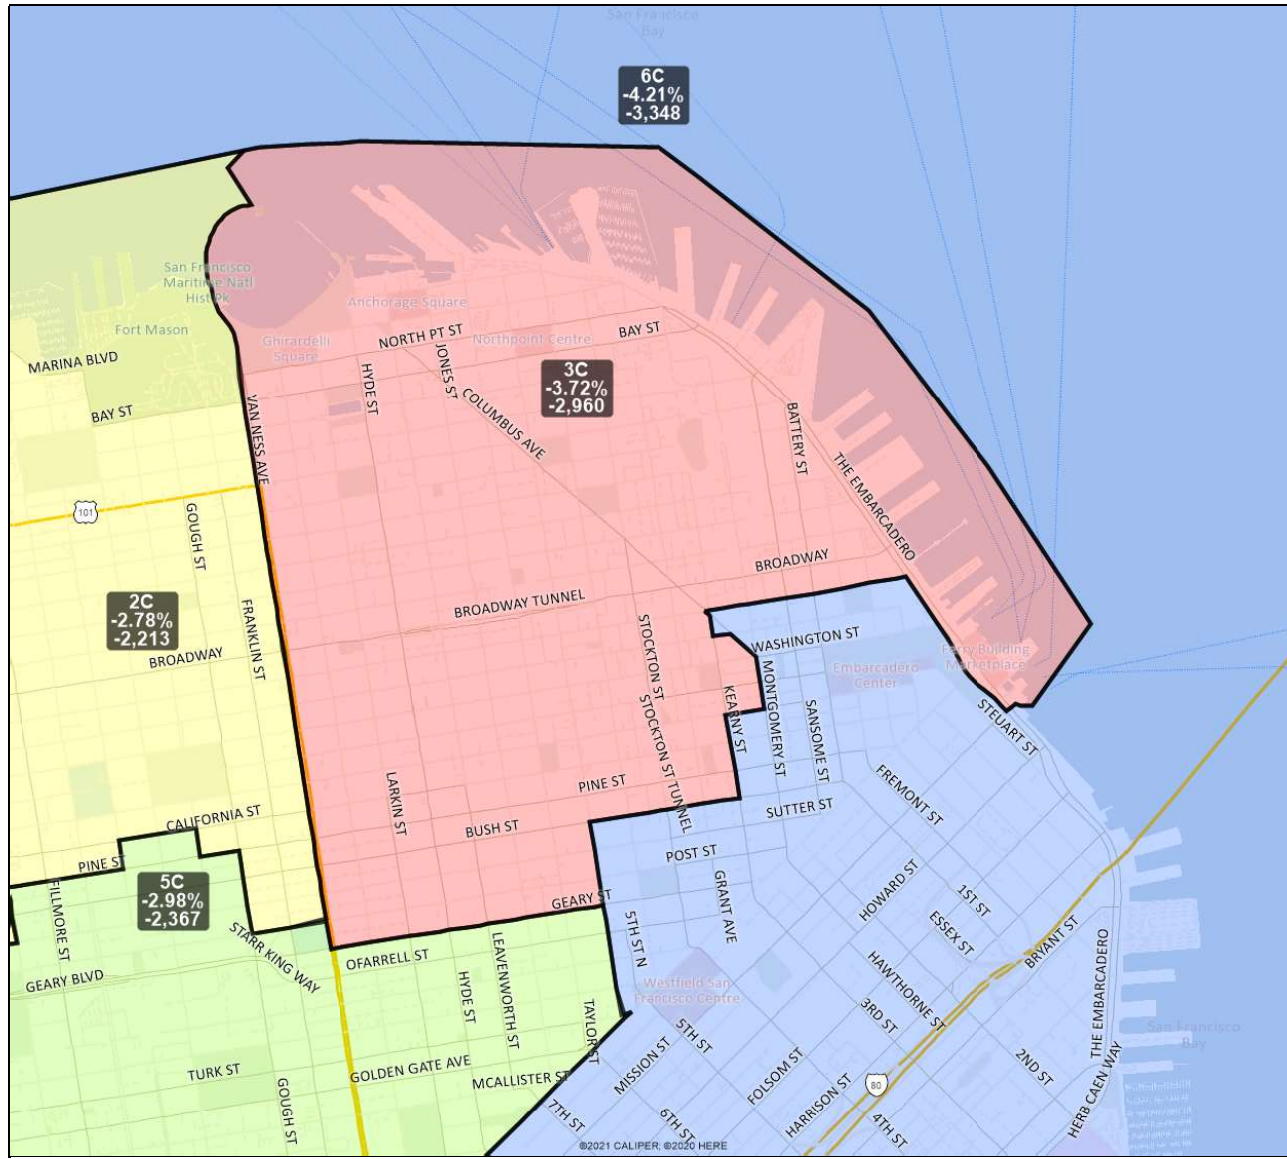 San Francisco
Bay
6C
-4.21%
-3,348
San Francisco
Maritime Natl
Hist Pk
Fort Mason
MARINA BLVD
BAY ST
Anchorage Square
Ghirardelli
Square
NORTH PT ST
Northpoint Centre
BAY ST
HYDE ST
JONES ST
COLUMBUS AVE
3C
-3.72%
-2,960
VAN NESS AVE
BATTERY ST
THE EMBARCADERO
101
GOUGH ST
2C
-2.78%
-2,213
FRANKLIN ST
BROADWAY
BROADWAY TUNNEL
BROADWAY
STOCKTON ST
WASHINGTON ST
Ferry Building
Marketplace
Embarcadero
Center
KEARNY ST
MONTGOMERY ST
SANSOME ST
STEUART ST
STOCKTON ST TUNNEL
LARKIN ST
PINE ST
BUSH ST
SUTTER ST
FREMONT ST
CALIFORNIA ST
PINE ST
5C
-2.98%
-2,367
FILLMORE ST
STARR KING WAY
GEARY BLVD
GEARY ST
POST ST
GRANT AVE
HOWARD ST
1ST ST
ESSEX ST
BRYANT ST
OFARRELL ST
HYDE ST
LEAVENWORTH ST
5TH ST N
Westfield San
Francisco Centre
HAWTHORNE ST
3RD ST
THE EMBARCADERO
San Francisco
Bay
TAYLOR ST
5TH ST
MISSION ST
FOLSOM ST
HARRISON ST
80
2ND ST
HERB CAEN WAY
TURK ST
GOUGH ST
GOLDEN GATE AVE
MCALLISTER ST
7TH ST
6TH ST
4TH ST
©2021 CALIPER; ©2020 HERE